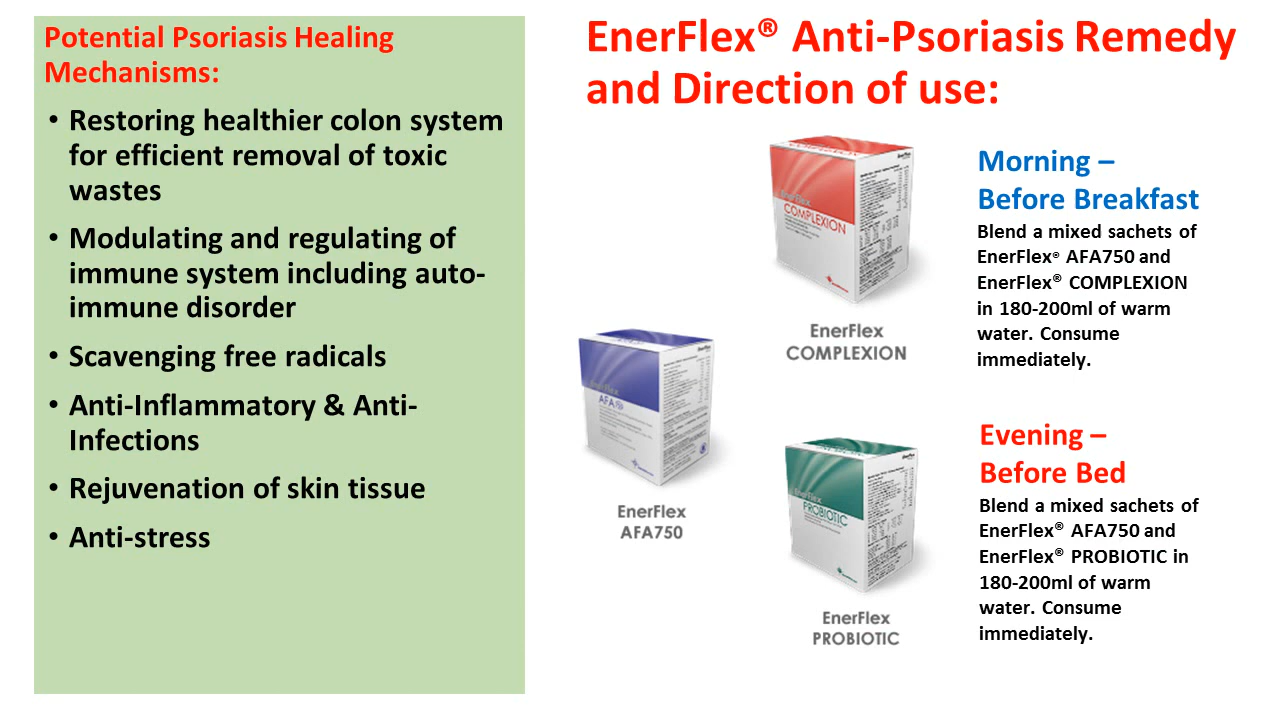 Potential Psoriasis Healing
Mechanisms:
• Restoring healthier colon system
for efficient removal of toxic
wastes
• Modulating and regulating of
immune system including auto-
immune disorder
• Scavenging free radicals
• Anti-Inflammatory & Anti-
Infections
• Rejuvenation of skin tissue
• Anti-stress
EnerFlex® Anti-Psoriasis Remedy
and Direction of use:
EnerFlex
COMPLEXION
EnerFlex
COMPLEXION
Morning –
Before Breakfast
Blend a mixed sachets of
EnerFlex® AFA750 and
EnerFlex® COMPLEXION
in 180-200ml of warm
water. Consume
immediately.
EnerFlex
AFA750
EnerFlex
PROBIOTIC
EnerFlex
PROBIOTIC
Evening –
Before Bed
Blend a mixed sachets of
EnerFlex® AFA750 and
EnerFlex® PROBIOTIC in
180-200ml of warm
water. Consume
immediately.